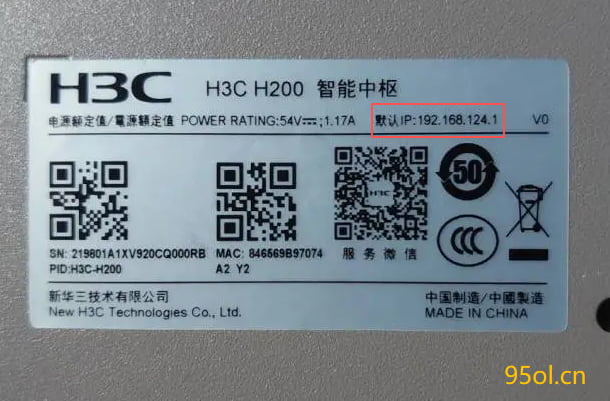 H3C H3C H200 智能中枢
电源额定值/電源額定值 POWER RATING:54V⎓;1.17A 默认IP:192.168.124.1 V0
50
H3C
SN: 219801A1XV920CQ000RB MAC: 846569B97074 服务微信
PID:H3C-H200 A2 Y2
新华三技术有限公司 中国制造/中國製造
New H3C Technologies Co., Ltd. MADE IN CHINA
95ol.cn